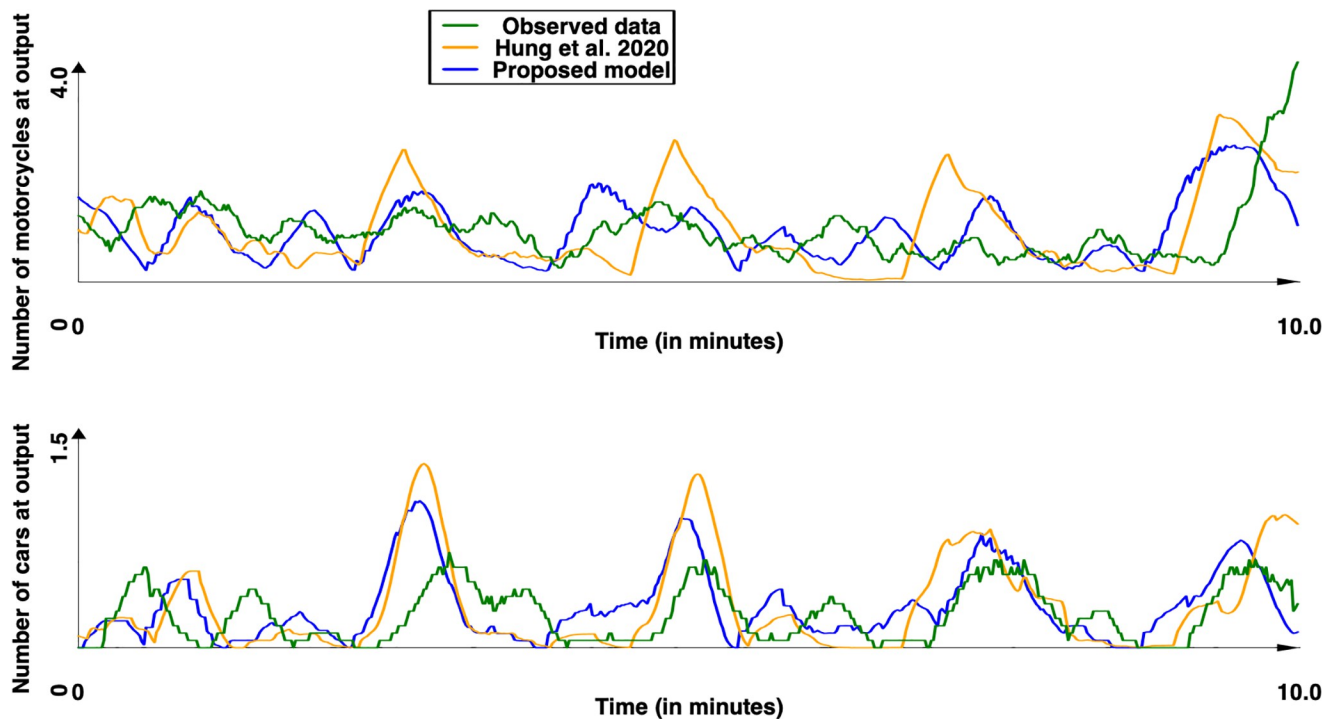 Observed data
Hung et al. 2020
Proposed model
Number of motorcycles at output
4.0
0
0
10.0
Time (in minutes)
Number of cars at output
1.5
0
0
10.0
Time (in minutes)